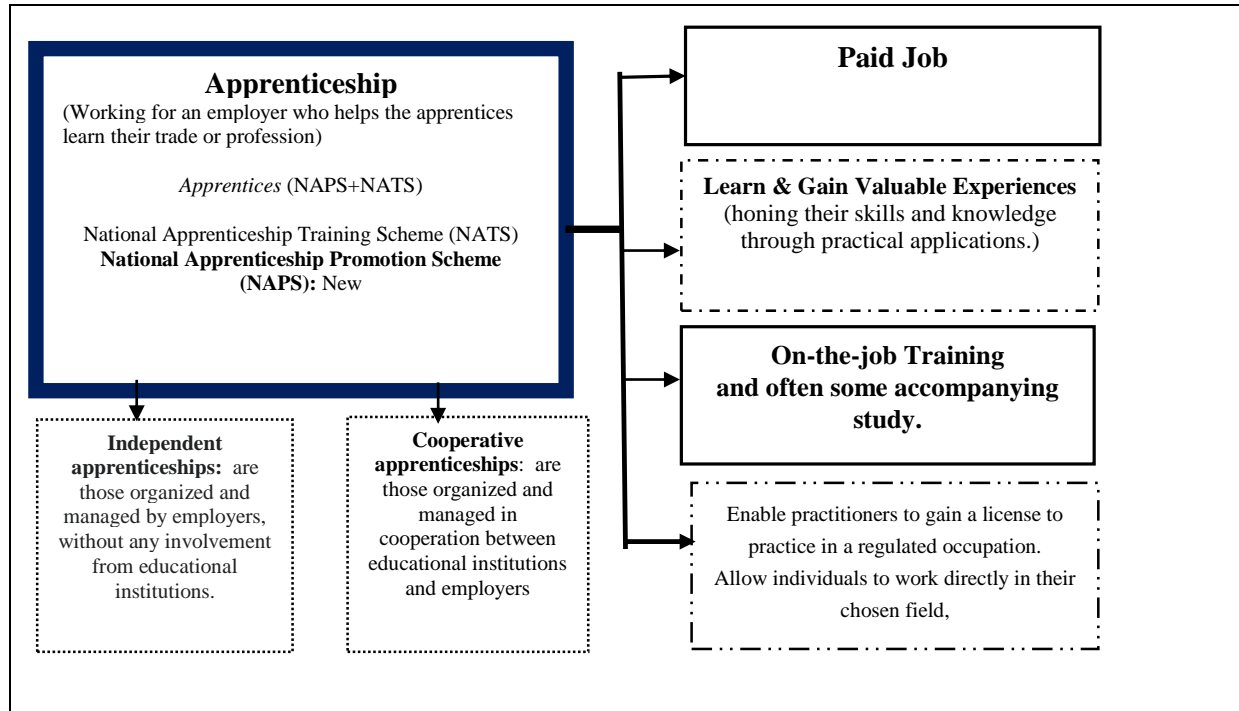 Apprenticeship
(Working for an employer who helps the apprentices
learn their trade or profession)
Apprentices (NAPS+NATS)
National Apprenticeship Training Scheme (NATS)
National Apprenticeship Promotion Scheme
(NAPS): New
Independent
apprenticeships: are
those organized and
managed by employers,
without any involvement
from educational
institutions.
Cooperative
apprenticeships: are
those organized and
managed in
cooperation between
educational institutions
and employers
Paid Job
Learn & Gain Valuable Experiences
(honing their skills and knowledge
through practical applications.)
On-the-job Training
and often some accompanying
study.
Enable practitioners to gain a license to
practice in a regulated occupation.
Allow individuals to work directly in their
chosen field,